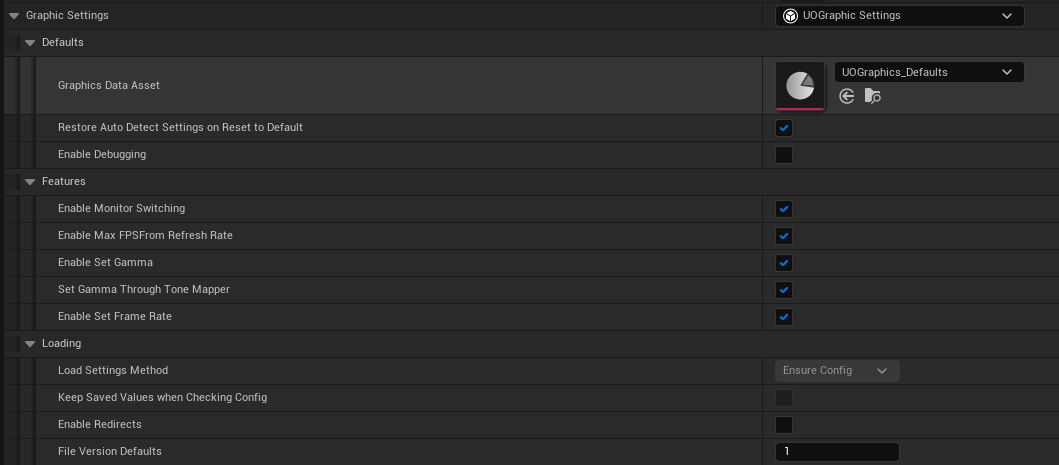 Graphic Settings UOGraphic Settings
Defaults
Graphics Data Asset UOGraphics_Defaults
Restore Auto Detect Settings on Reset to Default
Enable Debugging
Features
Enable Monitor Switching
Enable Max FPSFrom Refresh Rate
Enable Set Gamma
Set Gamma Through Tone Mapper
Enable Set Frame Rate
Loading
Load Settings Method Ensure Config
Keep Saved Values when Checking Config
Enable Redirects
File Version Defaults 1